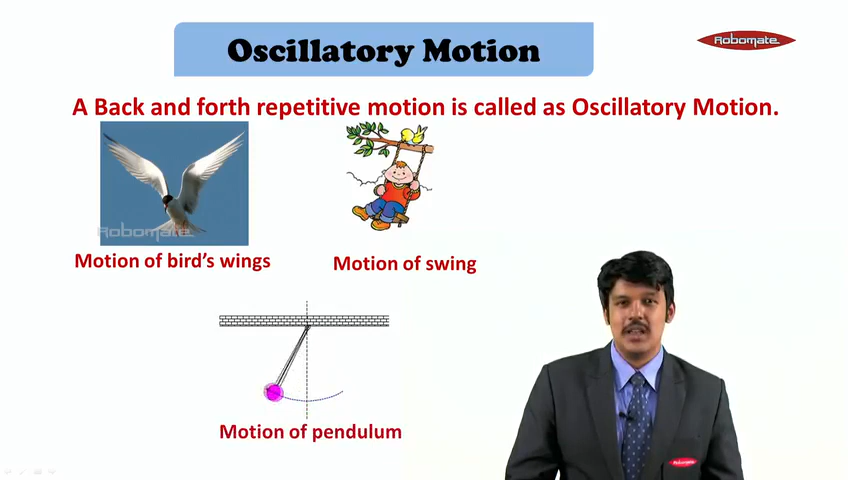 Oscillatory Motion
Robomate
A Back and forth repetitive motion is called as Oscillatory Motion.
Robomate
Motion of bird's wings
Motion of swing
Motion of pendulum
Robomate